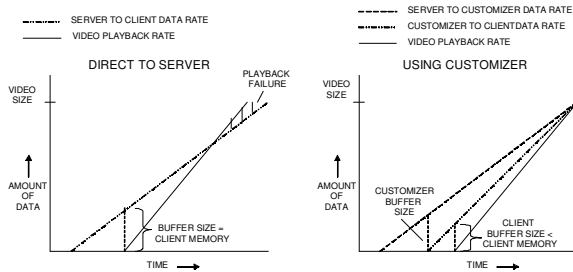 SERVER TO CLIENT DATA RATE
VIDEO PLAYBACK RATE
DIRECT TO SERVER
PLAYBACK
FAILURE
VIDEO
SIZE
AMOUNT
OF
DATA
BUFFER SIZE =
CLIENT MEMORY
TIME
SERVER TO CUSTOMIZER DATA RATE
CUSTOMIZER TO CLIENTDATA RATE
VIDEO PLAYBACK RATE
USING CUSTOMIZER
VIDEO
SIZE
AMOUNT
OF
DATA
CUSTOMIZER
BUFFER
SIZE
CLIENT
BUFFER SIZE <
CLIENT MEMORY
TIME